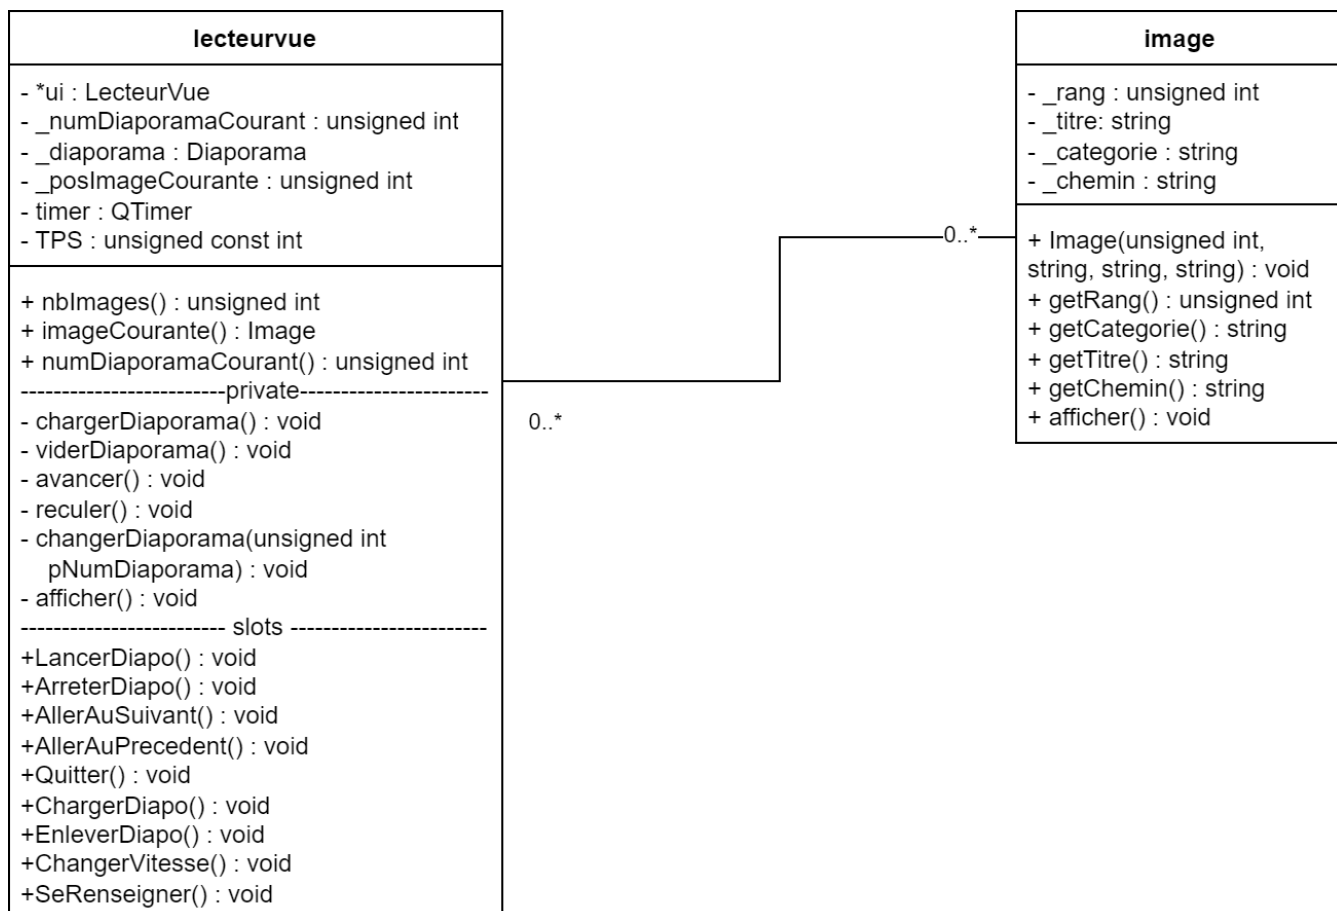 lecteurvue
- *ui : LecteurVue
- _numDiaporamaCourant : unsigned int
- _diaporama : Diaporama
- _posImageCourante : unsigned int
- timer : QTimer
- TPS : unsigned const int
+ nbImages() : unsigned int
+ imageCourante() : Image
+ numDiaporamaCourant() : unsigned int
-------------------------private-----------------------
- chargerDiaporama() : void
- viderDiaporama() : void
- avancer() : void
- reculer() : void
- changerDiaporama(unsigned int
pNumDiaporama) : void
- afficher() : void
------------------------- slots ------------------------
+LancerDiapo() : void
+ArreterDiapo() : void
+AllerAuSuivant() : void
+AllerAuPrecedent() : void
+Quitter() : void
+ChargerDiapo() : void
+EnleverDiapo() : void
+ChangerVitesse() : void
+SeRenseigner() : void
0..*
0..*
image
- _rang : unsigned int
- _titre: string
- _categorie : string
- _chemin : string
+ Image(unsigned int,
string, string, string) : void
+ getRang() : unsigned int
+ getCategorie() : string
+ getTitre() : string
+ getChemin() : string
+ afficher() : void